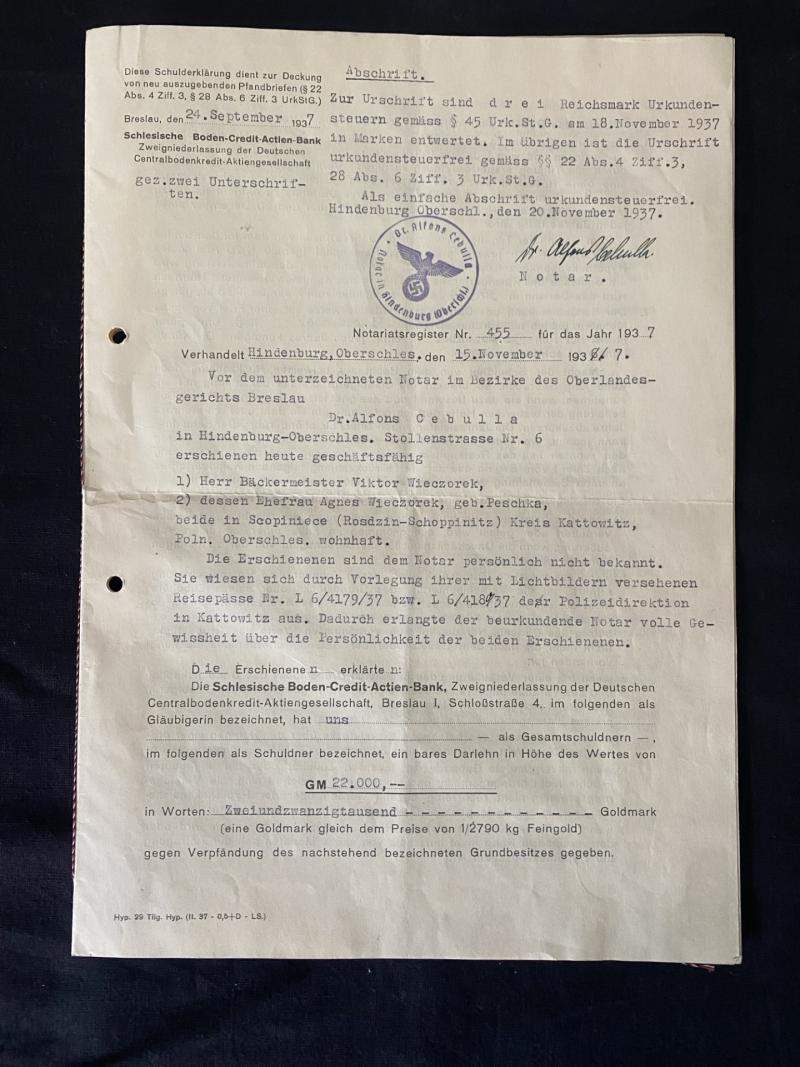 Diese Schulderklärung dient zur Deckung
von neu auszugebenden Pfandbriefen (§ 22
Abs. 4 Ziff. 3, § 28 Abs. 6 Ziff. 3 UrkStG.)
Breslau, den 24.September 1937
Schlesische Boden-Credit-Actien-Bank
Zweigniederlassung der Deutschen
Centralbodenkredit-Aktiengesellschaft
gez.zwei Unterschrif-
ten.
Abschrift.
Zur Urschrift sind d r e i Reichsmark Urkunden-
steuern gemäss § 45 Urk.St.G. am 18.November 1937
in Marken entwertet. Im übrigen ist die Urschrift
urkundensteuerfrei gemäss §§ 22 Abs.4 Ziff.3,
28 Abs. 6 Ziff. 3 Urk.St.G.
Als einfache Abschrift urkundensteuerfrei.
Hindenburg Oberschl.,den 20.November 1937.
Dr. Alfons Cebulla
Notar in Hindenburg (Oberschl.)
Dr. Alfons Cebulla
N o t a r .
Notariatsregister Nr. 455 für das Jahr 1937
Verhandelt Hindenburg,Oberschles. den 15.November 193 7.
Vor dem unterzeichneten Notar im Bezirke des Oberlandes-
gerichts Breslau
Dr.Alfons C e b u l l a
in Hindenburg-Oberschles. Stollenstrasse Nr. 6
erschienen heute geschäftsfähig
1) Herr Bäckermeister Viktor Wieczorek,
2) dessen Ehefrau Agnes Wieczorek, geb.Peschka,
beide in Scopiniece (Rosdzin-Schoppinitz) Kreis Kattowitz,
Poln. Oberschles. wohnhaft.
Die Erschienenen sind dem Notar persönlich nicht bekannt.
Sie wiesen sich durch Vorlegung ihrer mit Lichtbildern versehenen
Reisepässe Nr. L 6/4179/37 bzw. L der Polizeidirektion
in Kattowitz aus. Dadurch erlangte der beurkundende Notar volle Ge-
wissheit über die Persönlichkeit der beiden Erschienenen.
Die Erschienenen erklärten:
Die Schlesische Boden-Credit-Actien-Bank, Zweigniederlassung der Deutschen
Centralbodenkredit-Aktiengesellschaft, Breslau I, Schloßstraße 4, im folgenden als
Gläubigerin bezeichnet, hat uns
— als Gesamtschuldnern —,
im folgenden als Schuldner bezeichnet, ein bares Darlehn in Höhe des Wertes von
GM 22.000,--
in Worten: Zweiundzwanzigtausend - - - - - - - - - - - - Goldmark
(eine Goldmark gleich dem Preise von 1/2790 kg Feingold)
gegen Verpfändung des nachstehend bezeichneten Grundbesitzes gegeben.
Hyp. 29 Tilg. Hyp. (II. 37 - 0,5+D - LS.)